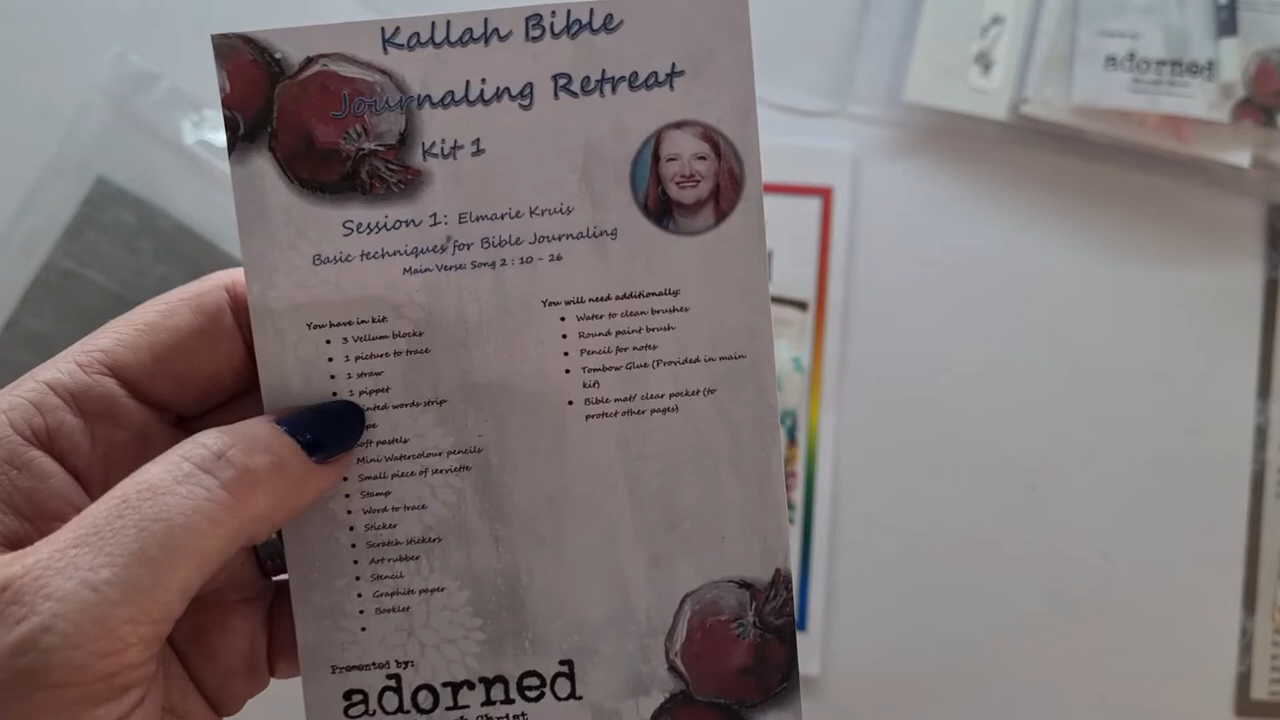 Kallah Bible
Journaling Retreat
Kit 1
Session 1: Elmarie Kruis
Basic techniques for Bible Journaling
Main Verse: Song 2 : 10 - 26
You have in kit:
• 3 Vellum blocks
• 1 picture to trace
• 1 straw
• 1 pippet
words strip
Soft pastels
Mini Watercolour pencils
• Small piece of serviette
• Stamp
• Word to trace
• Sticker
• Scratch stickers
• Art rubber
• Stencil
• Graphite paper
• Booklet
•
You will need additionally:
• Water to clean brushes
• Round paint brush
• Pencil for notes
• Tombow Glue (Provided in main
kit)
• Bible mat/ clear pocket (to
protect other pages)
Presented by:
adorned
Christ
adorned